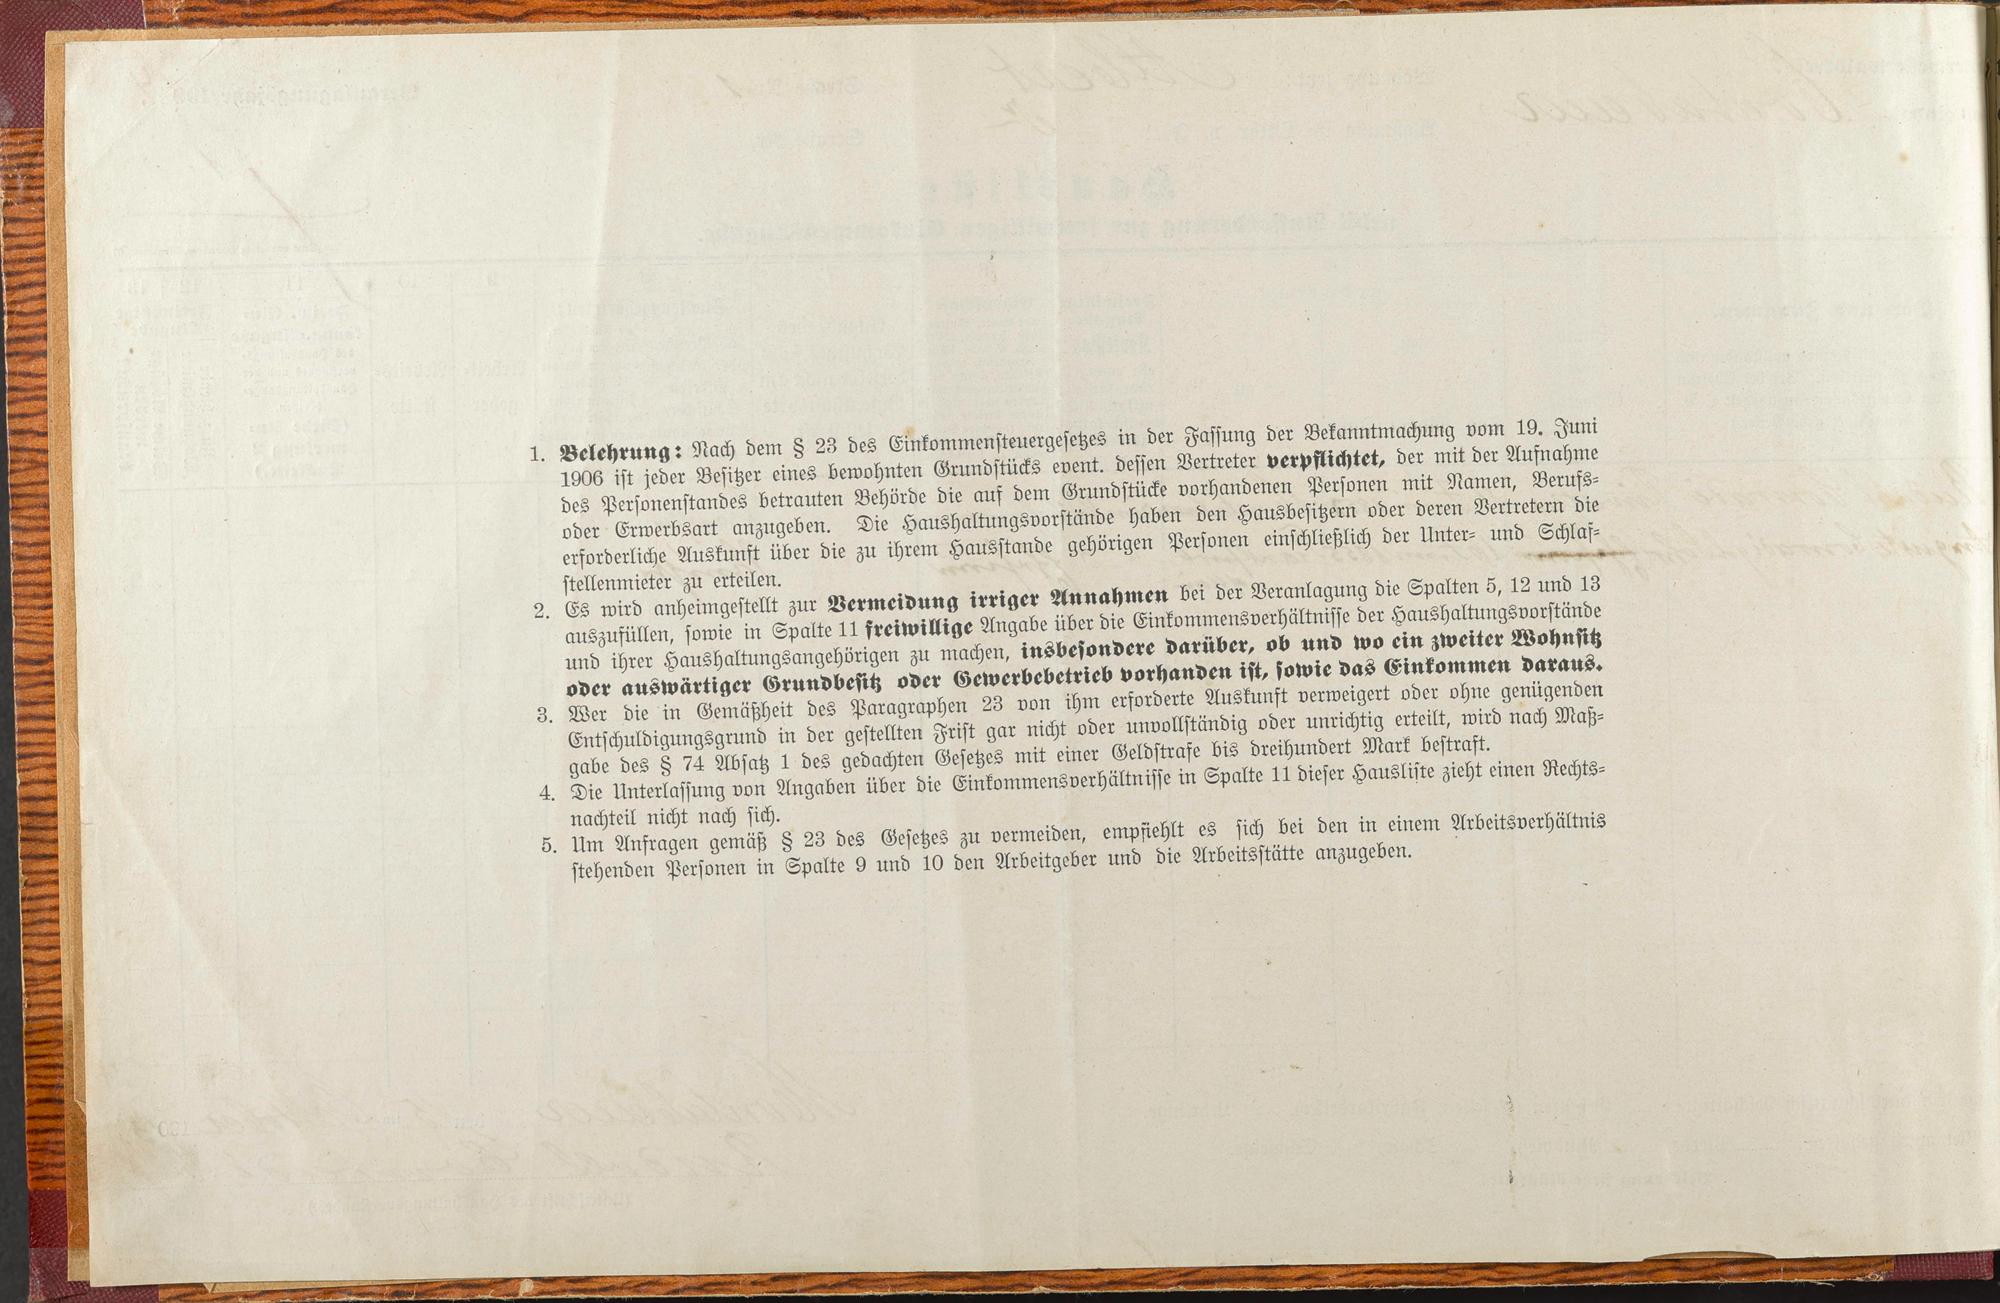 1. Belehrung: Nach dem § 23 des Einkommensteuergesetzes in der Fassung der Bekanntmachung vom 19. Juni
1906 ist jeder Besitzer eines bewohnten Grundstücks event. dessen Vertreter verpflichtet, der mit der Aufnahme
des Personenstandes betrauten Behörde die auf dem Grundstücke vorhandenen Personen mit Namen, Berufs-
oder Erwerbsart anzugeben. Die Haushaltungsvorstände haben den Hausbesitzern oder deren Vertretern die
erforderliche Auskunft über die zu ihrem Hausstande gehörigen Personen einschließlich der Unter- und Schlaf-
stellenmieter zu erteilen.
2. Es wird anheimgestellt zur Vermeidung irriger Annahmen bei der Veranlagung die Spalten 5, 12 und 13
auszufüllen, sowie in Spalte 11 freiwillige Angabe über die Einkommensverhältnisse der Haushaltungsvorstände
und ihrer Haushaltungsangehörigen zu machen, insbesondere darüber, ob und wo ein zweiter Wohnsitz
oder auswärtiger Grundbesitz oder Gewerbebetrieb vorhanden ist, sowie das Einkommen daraus.
3. Wer die in Gemäßheit des Paragraphen 23 von ihm erforderte Auskunft verweigert oder ohne genügenden
Entschuldigungsgrund in der gestellten Frist gar nicht oder unvollständig oder unrichtig erteilt, wird nach Maß-
gabe des § 74 Absatz 1 des gedachten Gesetzes mit einer Geldstrafe bis dreihundert Mark bestraft.
4. Die Unterlassung von Angaben über die Einkommensverhältnisse in Spalte 11 dieser Hausliste zieht einen Rechts-
nachteil nicht nach sich.
5. Um Anfragen gemäß § 23 des Gesetzes zu vermeiden, empfiehlt es sich bei den in einem Arbeitsverhältnis
stehenden Personen in Spalte 9 und 10 den Arbeitgeber und die Arbeitsstätte anzugeben.